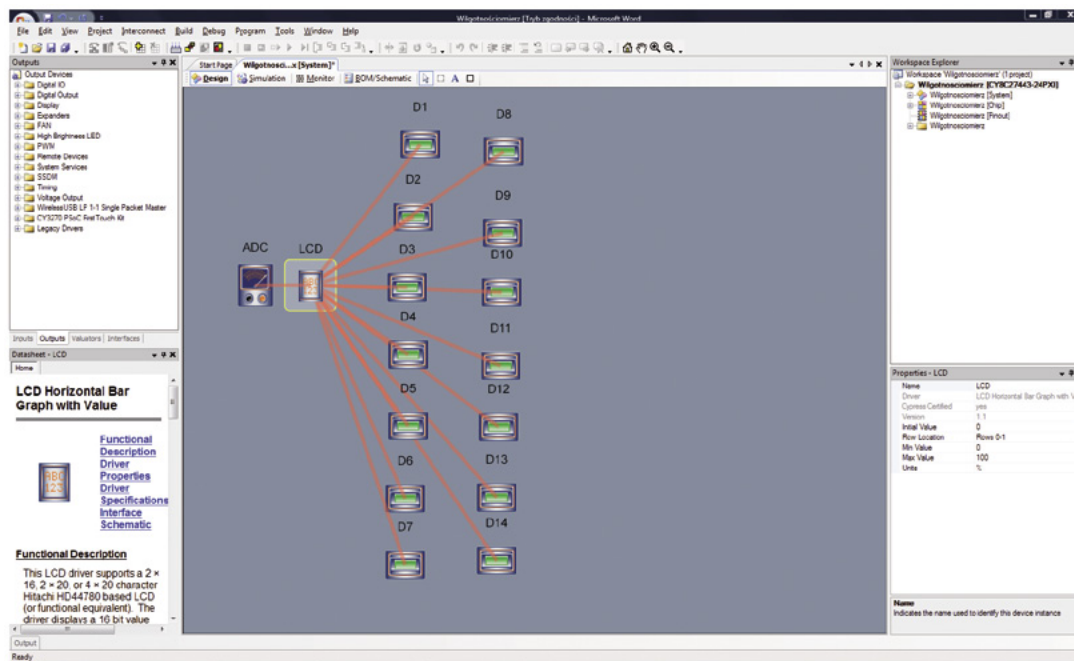 Wilgotnościomierz [Tryb zgodności] - Microsoft Word
File Edit View Project Interconnect Build Debug Program Tools Window Help
Outputs
Output Devices
Digital IO
Digital Output
Display
Expanders
FAN
High Brightness LED
PWM
Remote Devices
System Services
SSDM
Timing
Voltage Output
WirelessUSB LP 1-1 Single Packet Master
CY3270 PSoC FirstTouch Kit
Legacy Drivers
Inputs Outputs Valuators Interfaces
Datasheet - LCD
Home
LCD Horizontal Bar
Graph with Value
ABC
123
Functional
Description
Driver
Properties
Driver
Specifications
Interface
Schematic
Functional Description
This LCD driver supports a 2 ×
16, 2 × 20, or 4 × 20 character
Hitachi HD44780 based LCD
(or functional equivalent). The
driver displays a 16 bit value
Output
Ready
Start Page Wilgotnosci...x [System]*
Design Simulation Monitor BOM/Schematic A
D1
D8
D2
D9
ADC LCD D3
D10
D4
D11
D5
D12
D6
D13
D7
D14
Workspace Explorer
Workspace 'Wilgotnosciomierz' (1 project)
Wilgotnosciomierz [CY8C27443-24PXI]
Wilgotnosciomierz [System]
Wilgotnosciomierz [Chip]
Wilgotnosciomierz [Pinout]
Wilgotnosciomierz
Properties - LCD
Name LCD
Driver LCD Horizontal Bar Graph with V
Cypress Certified yes
Version 1.1
Initial Value 0
Row Location Rows 0-1
Min Value 0
Max Value 100
Units %
Name
Indicates the name used to identify this device instance